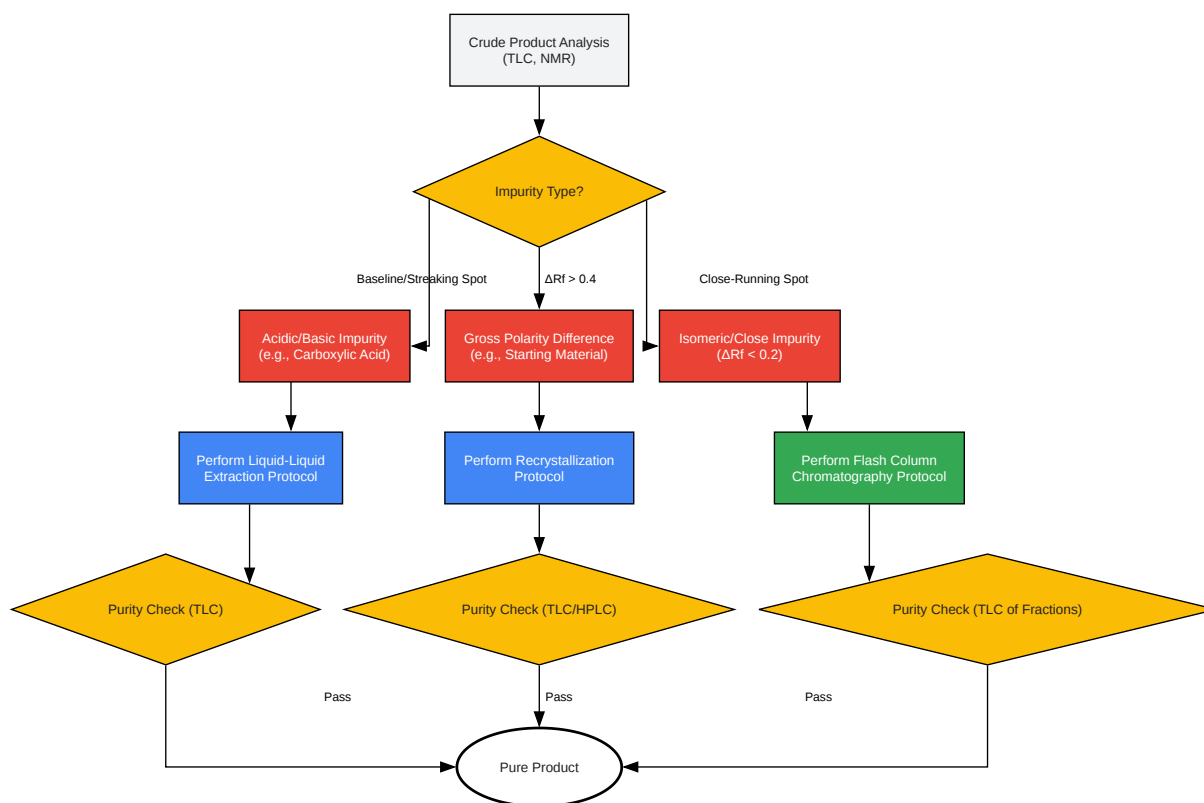 Crude Product Analysis
(TLC, NMR)
Impurity Type?
Baseline/Streaking Spot
ΔRf > 0.4
Close-Running Spot
Acidic/Basic Impurity
(e.g., Carboxylic Acid)
Gross Polarity Difference
(e.g., Starting Material)
Isomeric/Close Impurity
(ΔRf < 0.2)
Perform Liquid-Liquid
Extraction Protocol
Perform Recrystallization
Protocol
Perform Flash Column
Chromatography Protocol
Purity Check (TLC)
Purity Check (TLC/HPLC)
Purity Check (TLC of Fractions)
Pass
Pass
Pass
Pure Product